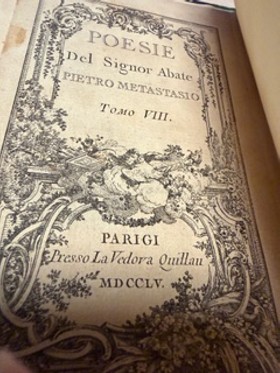 POESIE
Del Signor Abate
PIETRO METASTASIO
TOMO VIII.
PARIGI
Presso La Vedova Quillau
MDCCLV.